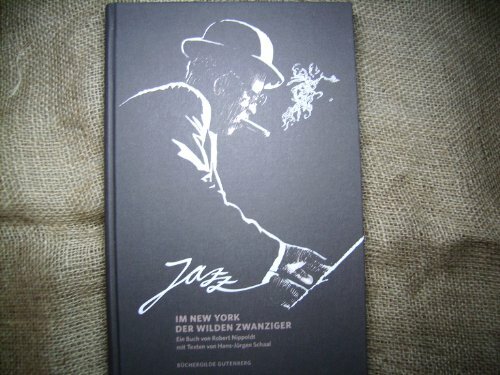 Jazz
IM NEW YORK
DER WILDEN ZWANZIGER
Ein Buch von Robert Nippoldt
mit Texten von Hans-Jürgen Schaal
BÜCHERGILDE GUTENBERG